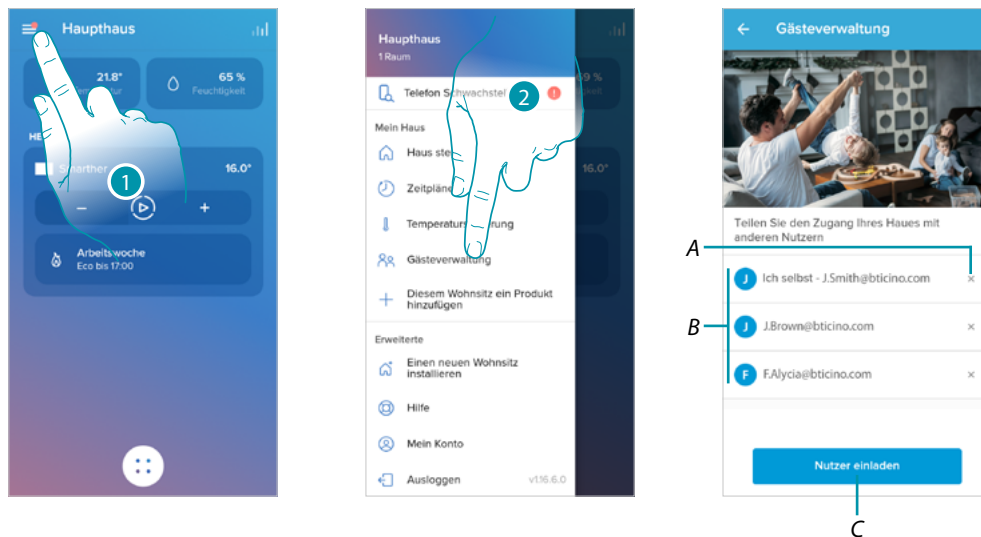 Haupthaus
21.8°
65 %
Feuchtigkeit
16.0°
1
–
+
Arbeitswoche
Eco bis 17:00
Haupthaus
1 Raum
Telefon
2
!
Mein Haus
Haus
Zeitpläne
16.0°
Gästeverwaltung
Diesem Wohnsitz ein Produkt
hinzufügen
Erweiterte
Einen neuen Wohnsitz
installieren
Hilfe
Mein Konto
Ausloggen v1.16.6.0
Gästeverwaltung
Teilen Sie den Zugang Ihres Haues mit
anderen Nutzern
A
J Ich selbst - J.Smith@bticino.com ×
B
J J.Brown@bticino.com ×
F F.Alycia@bticino.com ×
Nutzer einladen
C